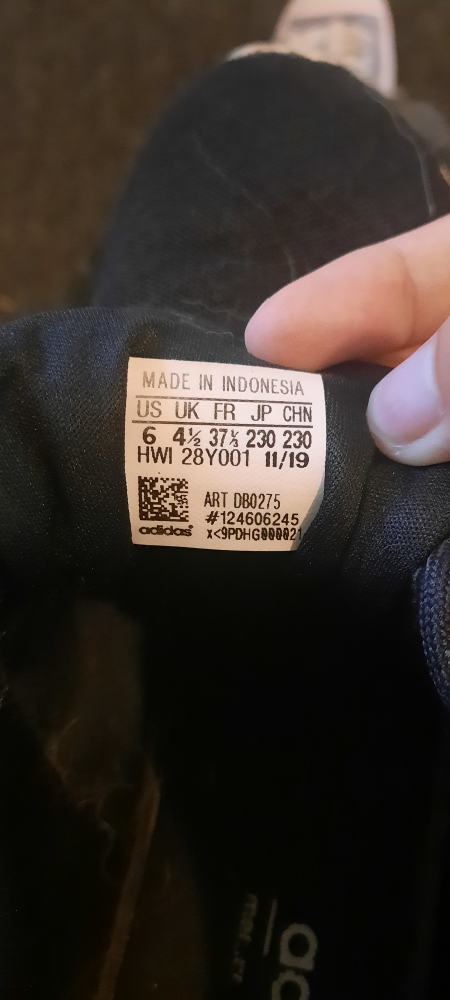 MADE IN INDONESIA
US UK FR JP CHN
6 4½ 37⅓ 230 230
HWI 28Y001 11/19
ART DB0275
#124606245
adidas